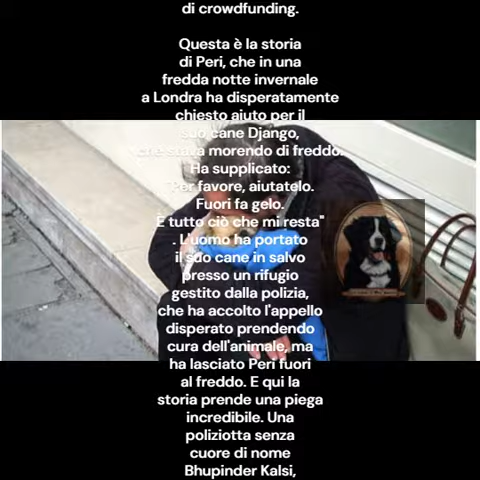 di crowdfunding.
Questa è la storia
di Peri, che in una
fredda notte invernale
a Londra ha disperatamente
chiesto aiuto per il
suo cane Django,
che stava morendo di freddo.
Ha supplicato:
"Per favore, aiutatelo.
Fuori fa gelo.
È tutto ciò che mi resta"
. L'uomo ha portato
il suo cane in salvo
presso un rifugio
gestito dalla polizia,
che ha accolto l'appello
disperato prendendo
cura dell'animale, ma
ha lasciato Peri fuori
al freddo. E qui la
storia prende una piega
incredibile. Una
poliziotta senza
cuore di nome
Bhupinder Kalsi,